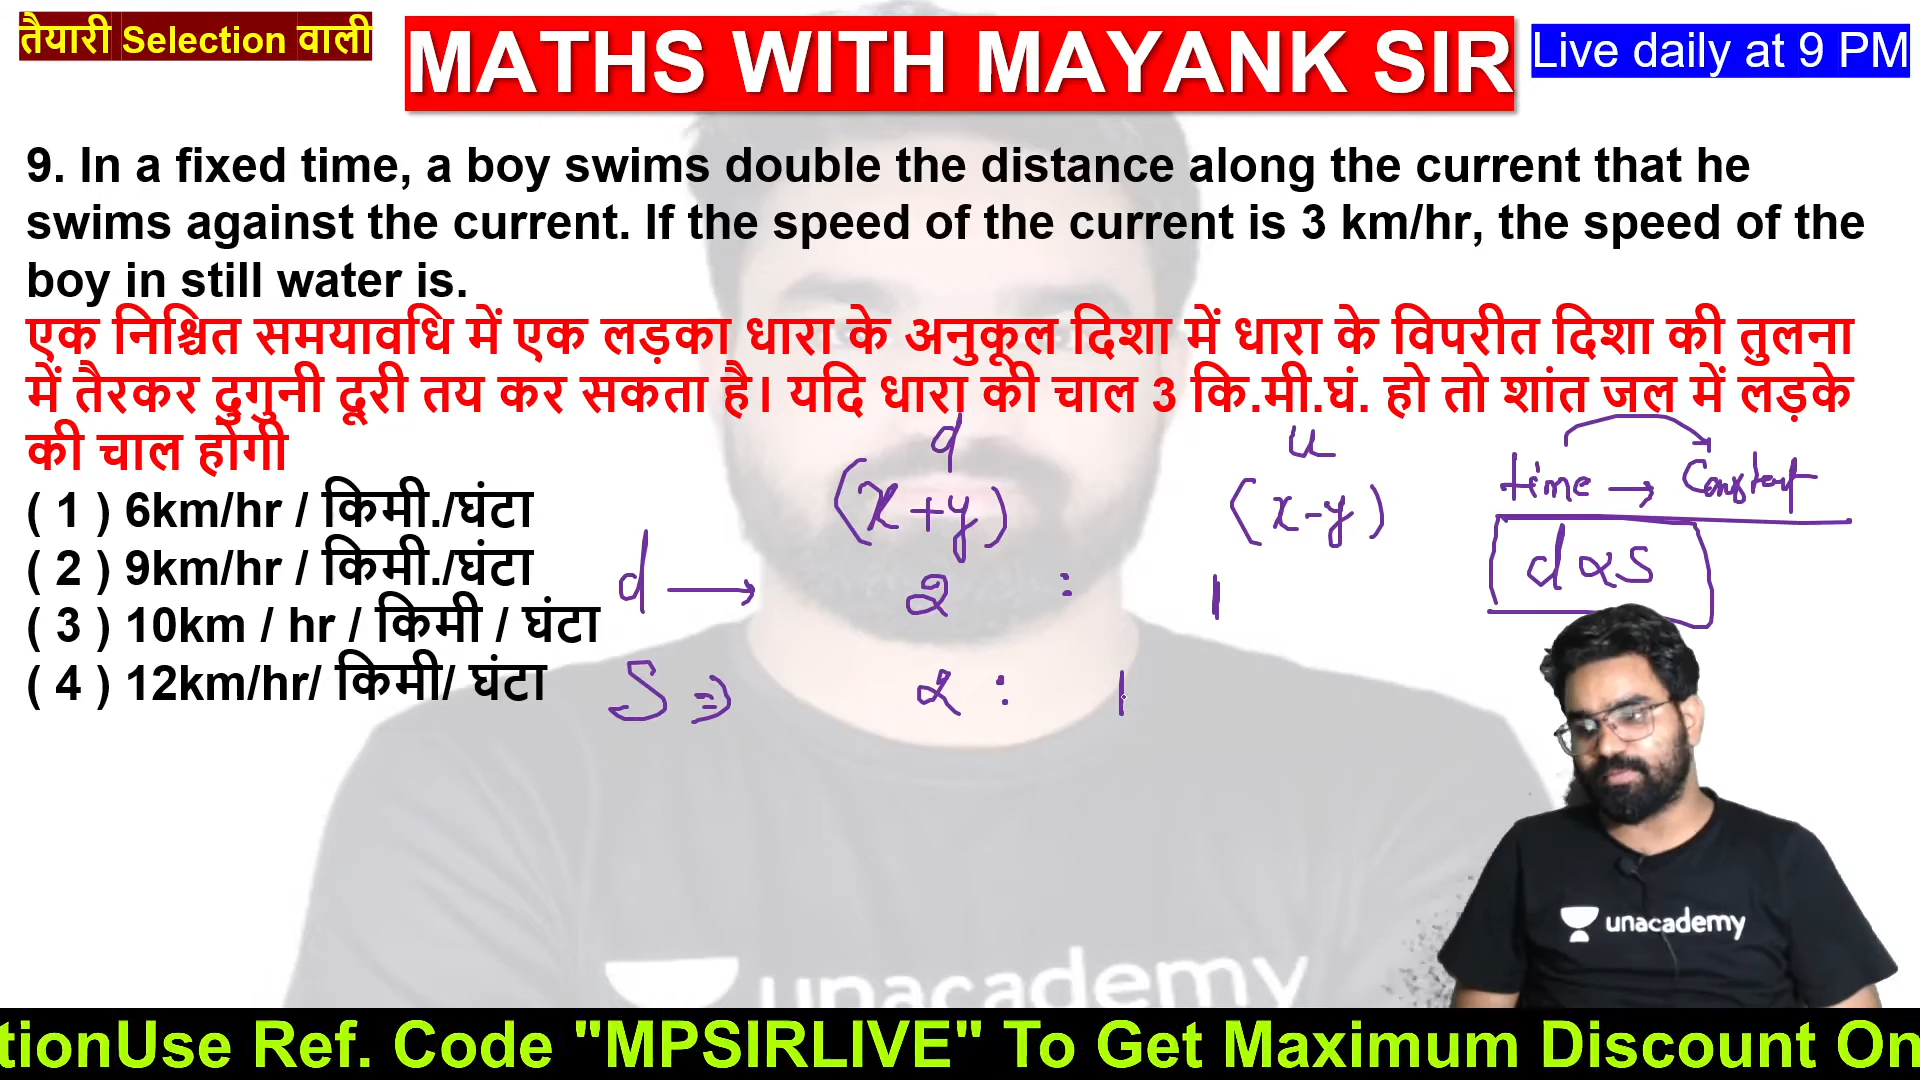 तैयारी Selection वाली
MATHS WITH MAYANK SIR
Live daily at 9 PM
9. In a fixed time, a boy swims double the distance along the current that he
swims against the current. If the speed of the current is 3 km/hr, the speed of the
boy in still water is.
एक निश्चित समयावधि में एक लड़का धारा के अनुकूल दिशा में धारा के विपरीत दिशा की तुलना
में तैरकर दुगुनी दूरी तय कर सकता है। यदि धारा की चाल 3 कि.मी.घं. हो तो शांत जल में लड़के
की चाल होगी
( 1 ) 6km/hr / किमी./घंटा
( 2 ) 9km/hr / किमी./घंटा
( 3 ) 10km / hr / किमी / घंटा
( 4 ) 12km/hr/ किमी/ घंटा
d u
(x+y) (x-y)
d → 2 : 1
S ⇒ 2 : 1
time → Constant
d ∝ S
unacademy
unacademy
tionUse Ref. Code "MPSIRLIVE" To Get Maximum Discount On